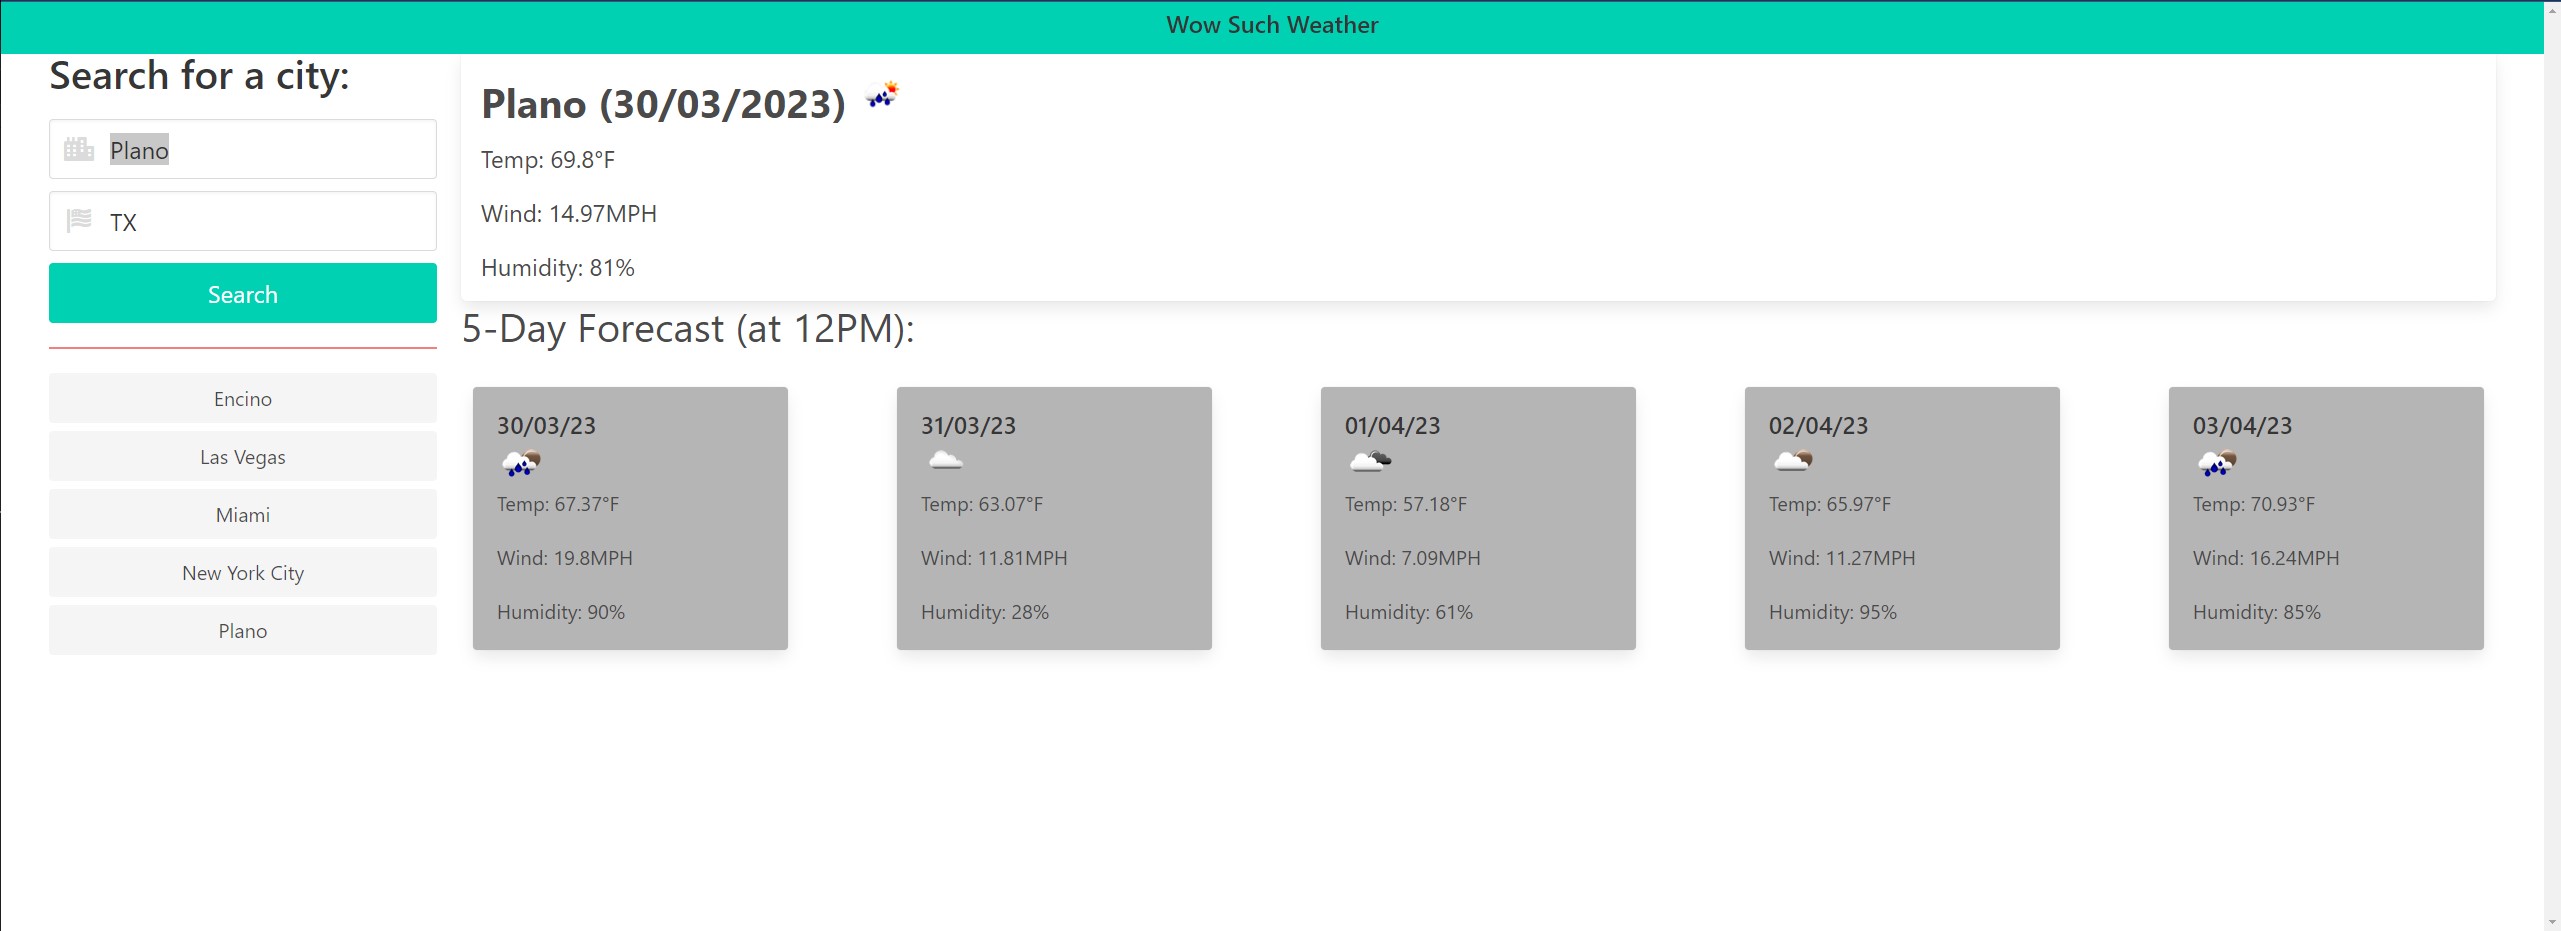 Wow Such Weather
Search for a city:
Plano
TX
Search
Encino
Las Vegas
Miami
New York City
Plano
Plano (30/03/2023)
Temp: 69.8°F
Wind: 14.97MPH
Humidity: 81%
5-Day Forecast (at 12PM):
30/03/23
Temp: 67.37°F
Wind: 19.8MPH
Humidity: 90%
31/03/23
Temp: 63.07°F
Wind: 11.81MPH
Humidity: 28%
01/04/23
Temp: 57.18°F
Wind: 7.09MPH
Humidity: 61%
02/04/23
Temp: 65.97°F
Wind: 11.27MPH
Humidity: 95%
03/04/23
Temp: 70.93°F
Wind: 16.24MPH
Humidity: 85%